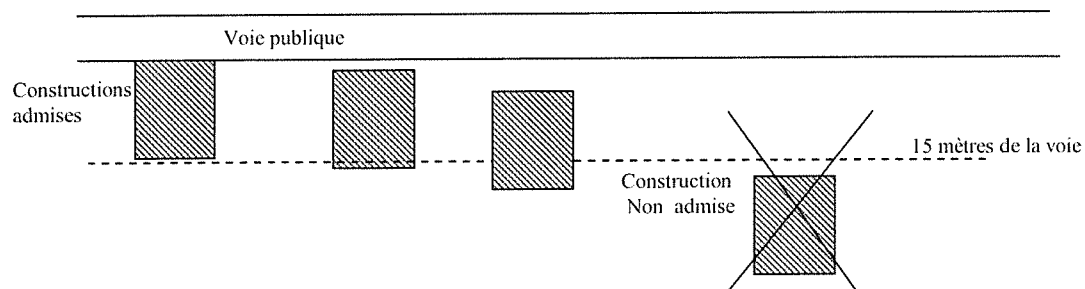 Voie publique
Constructions
admises
15 mètres de la voie
Construction
Non admise